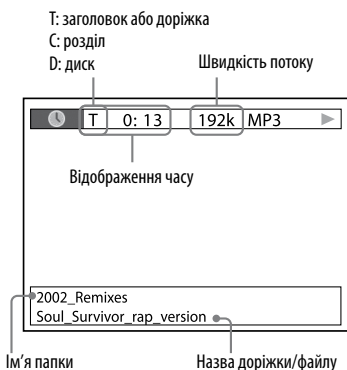 T: заголовок або доріжка
C: розділ
D: диск
Швидкість потоку
T 0: 13 192k MP3
Відображення часу
2002_Remixes
Soul_Survivor_rap_version
Ім’я папки
Назва доріжки/файлу